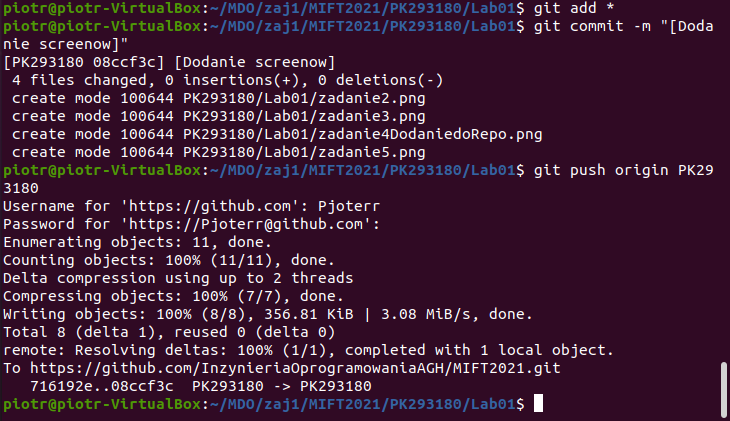 piotr@piotr-VirtualBox:~/MDO/zaj1/MIFT2021/PK293180/Lab01$ git add *
piotr@piotr-VirtualBox:~/MDO/zaj1/MIFT2021/PK293180/Lab01$ git commit -m "[Doda
nie screenow]"
[PK293180 08ccf3c] [Dodanie screenow]
 4 files changed, 0 insertions(+), 0 deletions(-)
 create mode 100644 PK293180/Lab01/zadanie2.png
 create mode 100644 PK293180/Lab01/zadanie3.png
 create mode 100644 PK293180/Lab01/zadanie4DodaniedoRepo.png
 create mode 100644 PK293180/Lab01/zadanie5.png
piotr@piotr-VirtualBox:~/MDO/zaj1/MIFT2021/PK293180/Lab01$ git push origin PK29
3180
Username for 'https://github.com': Pjoterr
Password for 'https://Pjoterr@github.com':
Enumerating objects: 11, done.
Counting objects: 100% (11/11), done.
Delta compression using up to 2 threads
Compressing objects: 100% (7/7), done.
Writing objects: 100% (8/8), 356.81 KiB | 3.08 MiB/s, done.
Total 8 (delta 1), reused 0 (delta 0)
remote: Resolving deltas: 100% (1/1), completed with 1 local object.
To https://github.com/InzynieriaOprogramowaniaAGH/MIFT2021.git
   716192e..08ccf3c  PK293180 -> PK293180
piotr@piotr-VirtualBox:~/MDO/zaj1/MIFT2021/PK293180/Lab01$